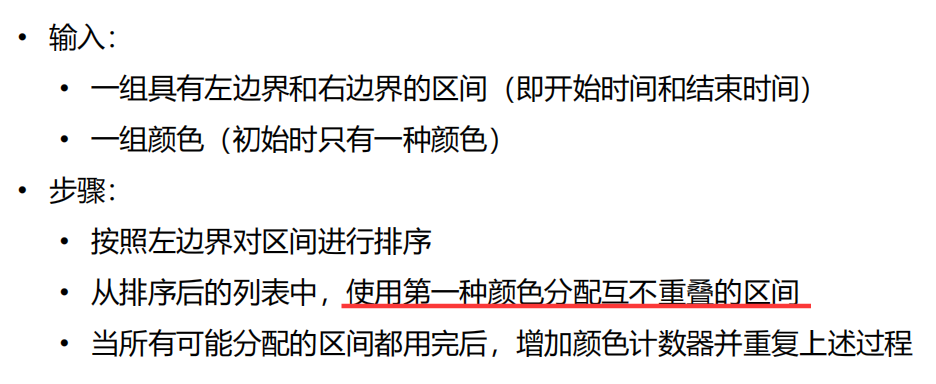 • 输入：
• 一组具有左边界和右边界的区间（即开始时间和结束时间）
• 一组颜色（初始时只有一种颜色）
• 步骤：
• 按照左边界对区间进行排序
• 从排序后的列表中，使用第一种颜色分配互不重叠的区间
• 当所有可能分配的区间都用完后，增加颜色计数器并重复上述过程